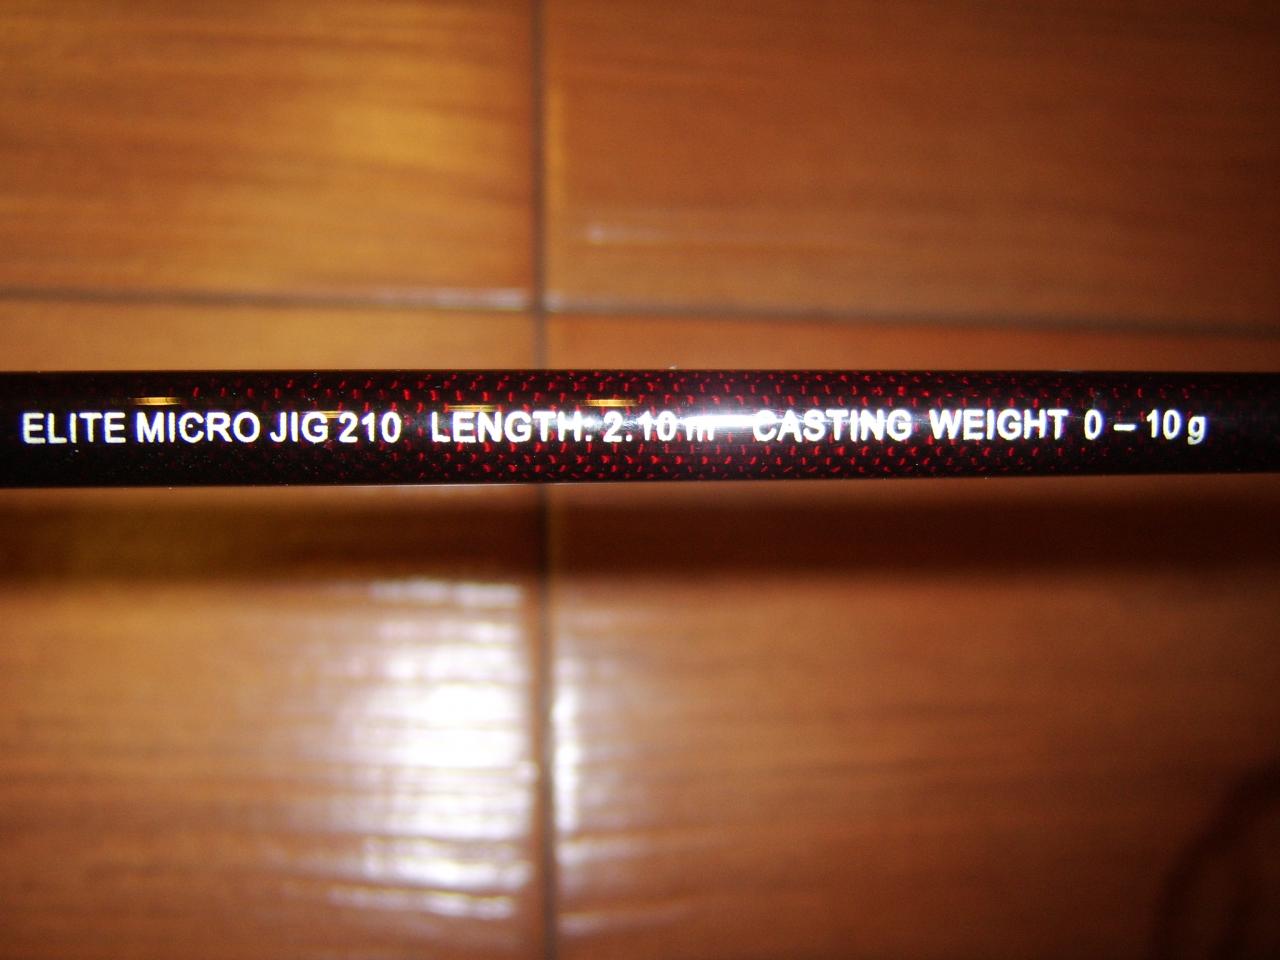 ELITE MICRO JIG 210 LENGTH: 2.10 m CASTING WEIGHT 0 – 10 g